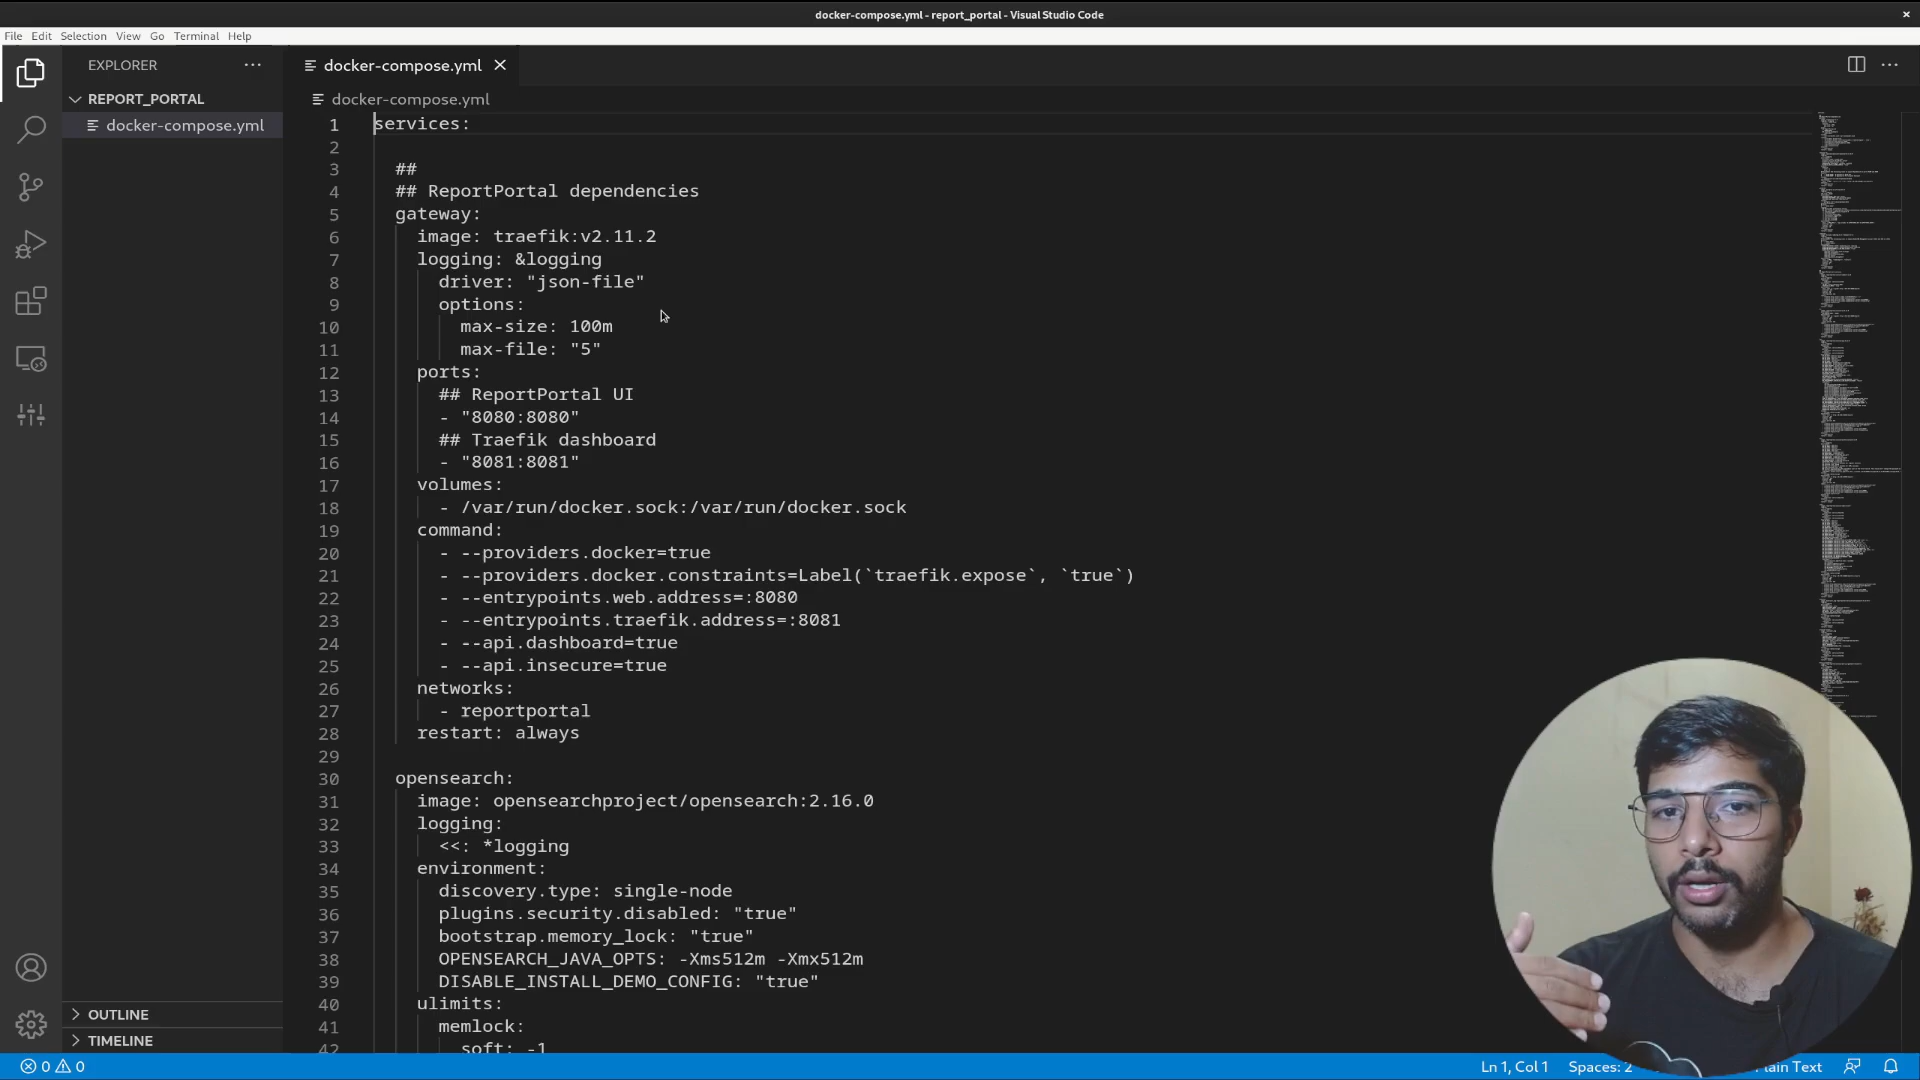 docker-compose.yml - report_portal - Visual Studio Code
File Edit Selection View Go Terminal Help
EXPLORER
REPORT_PORTAL
docker-compose.yml
OUTLINE
TIMELINE
docker-compose.yml
docker-compose.yml
1 services:
2
3 ##
4 ## ReportPortal dependencies
5 gateway:
6 image: traefik:v2.11.2
7 logging: &logging
8 driver: "json-file"
9 options:
10 max-size: 100m
11 max-file: "5"
12 ports:
13 ## ReportPortal UI
14 - "8080:8080"
15 ## Traefik dashboard
16 - "8081:8081"
17 volumes:
18 - /var/run/docker.sock:/var/run/docker.sock
19 command:
20 - --providers.docker=true
21 - --providers.docker.constraints=Label(`traefik.expose`, `true`)
22 - --entrypoints.web.address=:8080
23 - --entrypoints.traefik.address=:8081
24 - --api.dashboard=true
25 - --api.insecure=true
26 networks:
27 - reportportal
28 restart: always
29
30 opensearch:
31 image: opensearchproject/opensearch:2.16.0
32 logging:
33 <<: *logging
34 environment:
35 discovery.type: single-node
36 plugins.security.disabled: "true"
37 bootstrap.memory_lock: "true"
38 OPENSEARCH_JAVA_OPTS: -Xms512m -Xmx512m
39 DISABLE_INSTALL_DEMO_CONFIG: "true"
40 ulimits:
41 memlock:
42 soft: -1
0 0
Ln 1, Col 1 Spaces: 2 Text